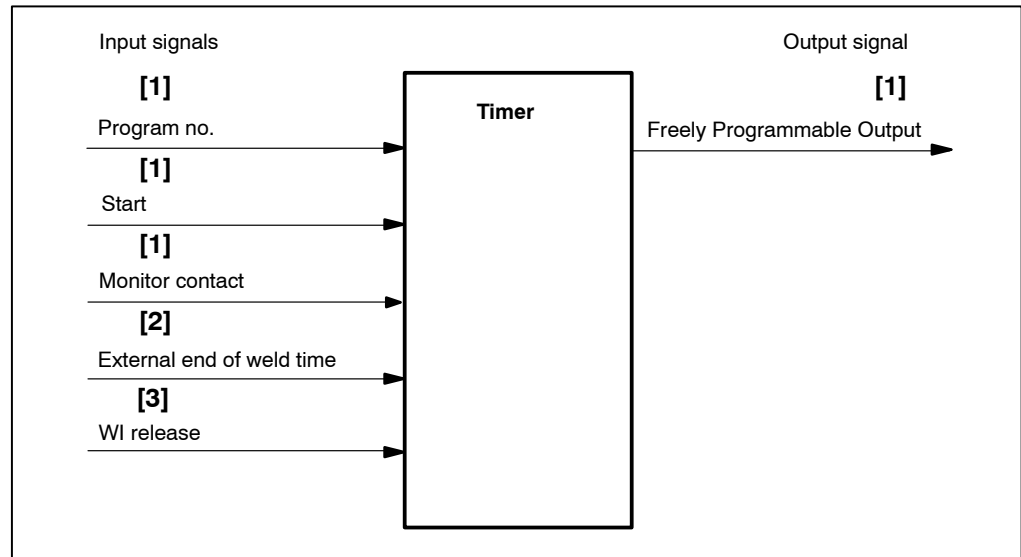 Input signals
Output signal
[1]
[1]
Timer
Program no.
Freely Programmable Output
[1]
Start
[1]
Monitor contact
[2]
External end of weld time
[3]
WI release